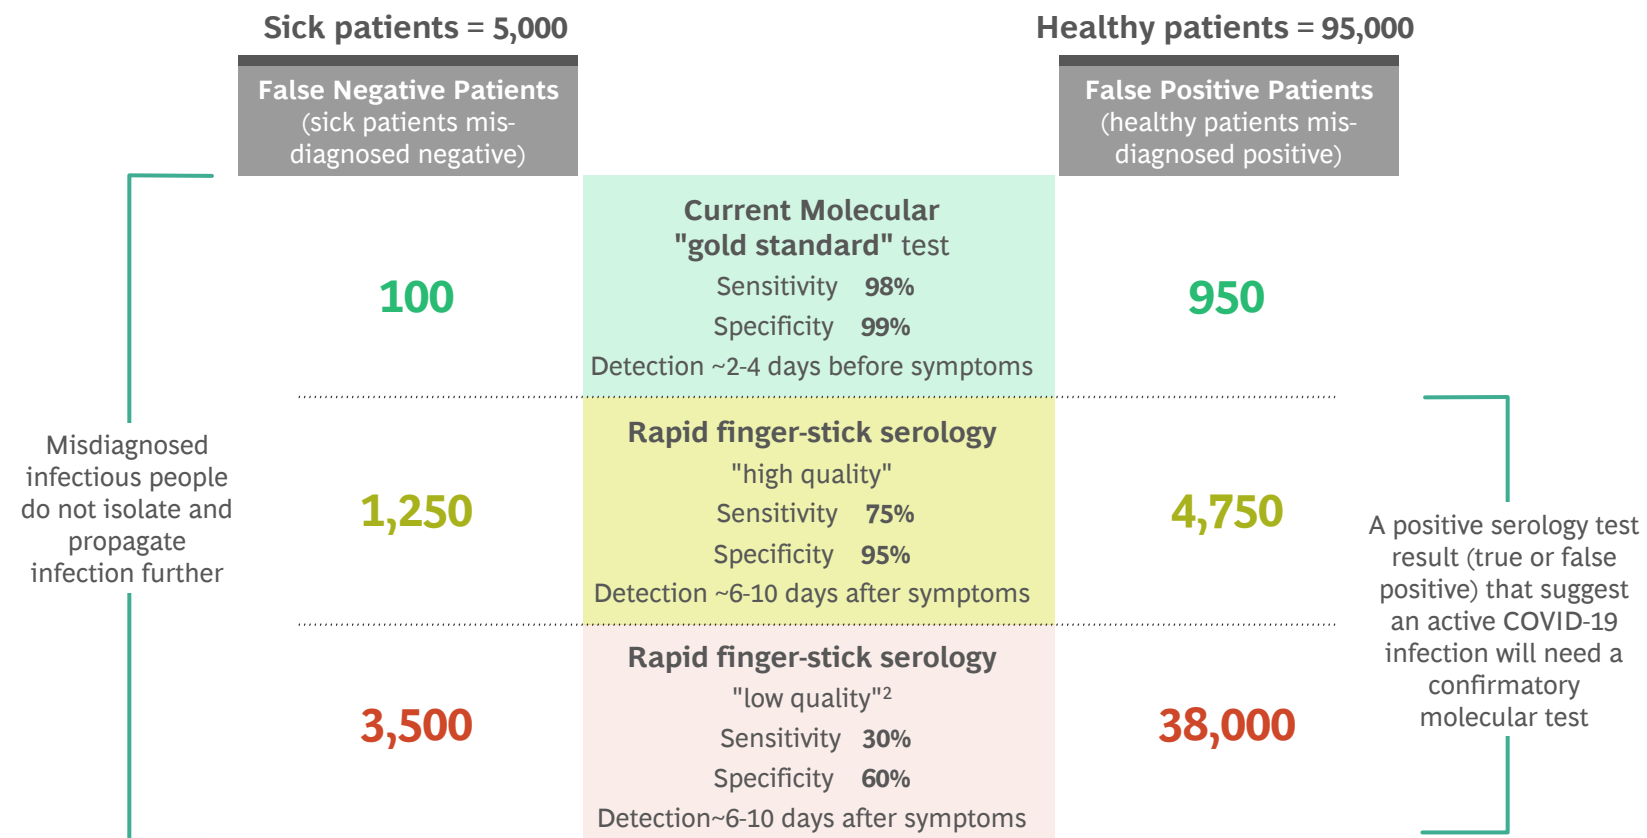 Sick patients = 5,000
Healthy patients = 95,000
False Negative Patients
(sick patients mis-
diagnosed negative)
False Positive Patients
(healthy patients mis-
diagnosed positive)
Current Molecular
"gold standard" test
Sensitivity 98%
Specificity 99%
Detection ~2-4 days before symptoms
100
950
Misdiagnosed
infectious people
do not isolate and
propagate
infection further
Rapid finger-stick serology
"high quality"
Sensitivity 75%
Specificity 95%
Detection ~6-10 days after symptoms
1,250
4,750
A positive serology test
result (true or false
positive) that suggest
an active COVID-19
infection will need a
confirmatory
molecular test
Rapid finger-stick serology
"low quality"²
Sensitivity 30%
Specificity 60%
Detection~6-10 days after symptoms
3,500
38,000